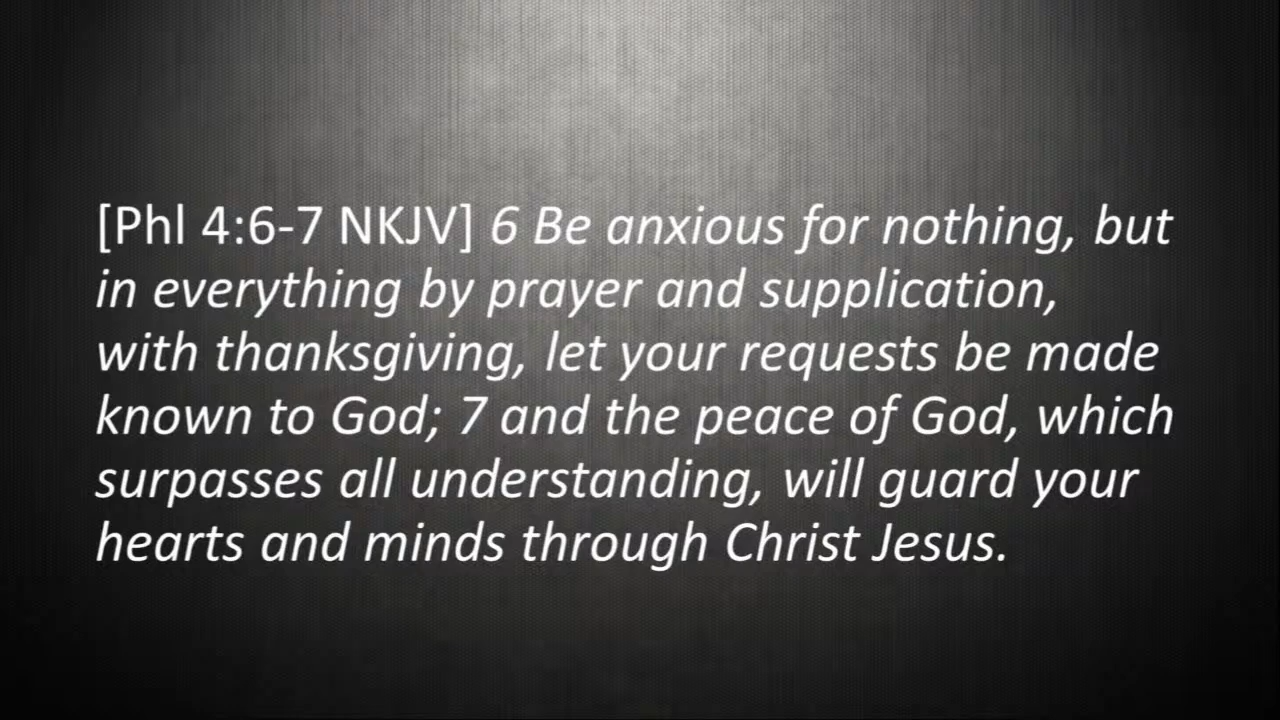 [Phl 4:6-7 NKJV] 6 Be anxious for nothing, but
in everything by prayer and supplication,
with thanksgiving, let your requests be made
known to God; 7 and the peace of God, which
surpasses all understanding, will guard your
hearts and minds through Christ Jesus.